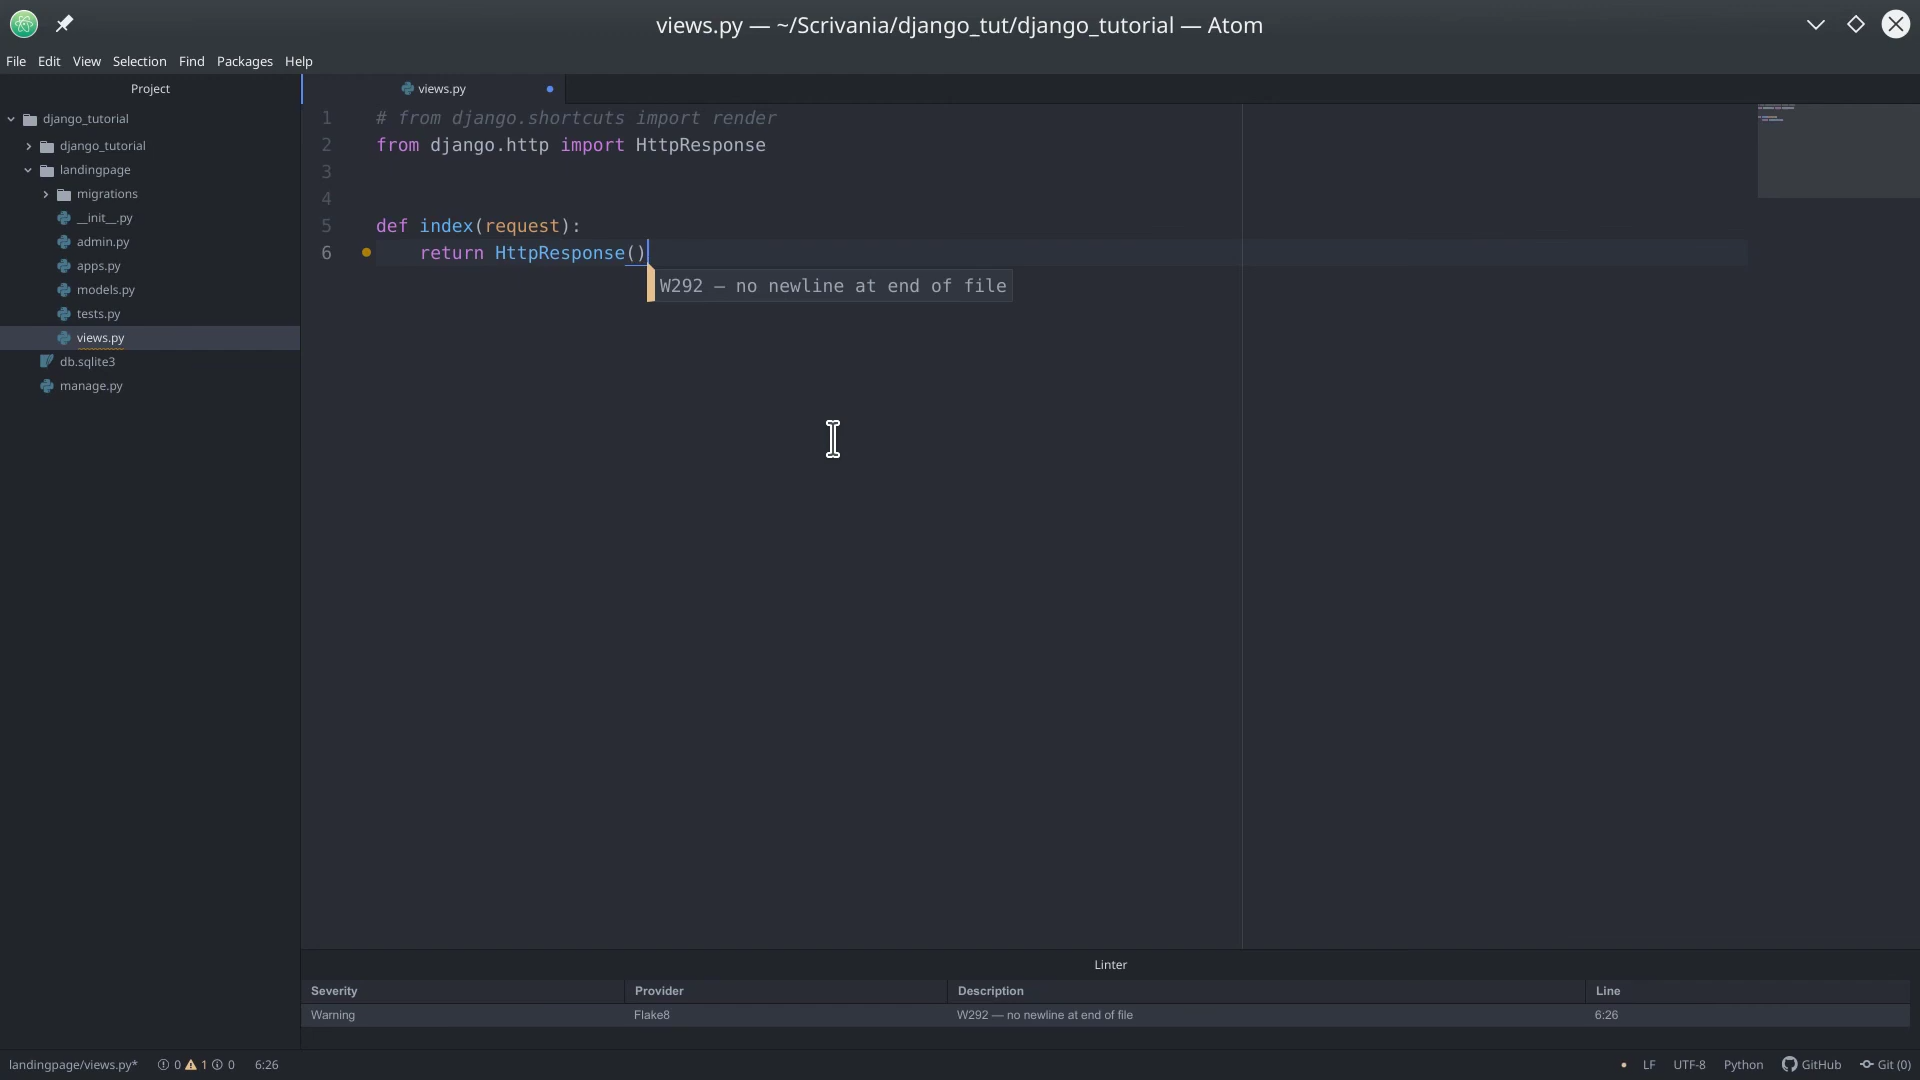 views.py — ~/Scrivania/django_tut/django_tutorial — Atom
File Edit View Selection Find Packages Help
Project
django_tutorial
django_tutorial
landingpage
migrations
__init__.py
admin.py
apps.py
models.py
tests.py
views.py
db.sqlite3
manage.py
views.py
1 # from django.shortcuts import render
2 from django.http import HttpResponse
3
4
5 def index(request):
6 return HttpResponse()
W292 — no newline at end of file
Linter
Severity Provider Description Line
Warning Flake8 W292 — no newline at end of file 6:26
landingpage/views.py* 0 1 0 6:26 LF UTF-8 Python GitHub Git (0)